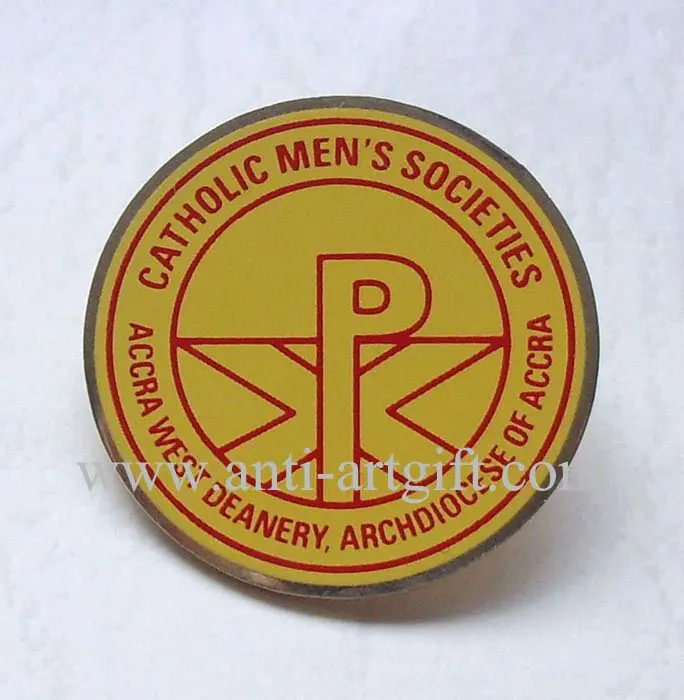 CATHOLIC MEN'S SOCIETIES
P
ACCRA WEST DEANERY, ARCHDIOCESE OF ACCRA
www.anti-artgift.com